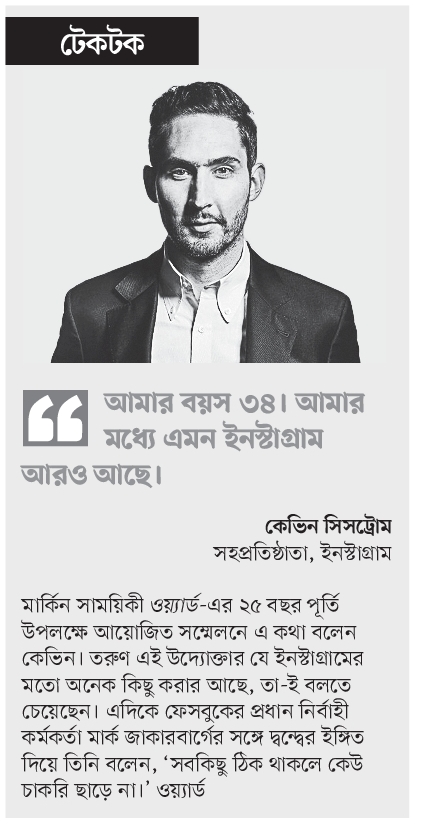 টেকটক
আমার বয়স ৩৪। আমার
মধ্যে এমন ইনস্টাগ্রাম
আরও আছে।
কেভিন সিসট্রোম
সহপ্রতিষ্ঠাতা, ইনস্টাগ্রাম
মার্কিন সাময়িকী ওয়্যার্ড-এর ২৫ বছর পূর্তি
উপলক্ষে আয়োজিত সম্মেলনে এ কথা বলেন
কেভিন। তরুণ এই উদ্যোক্তার যে ইনস্টাগ্রামের
মতো অনেক কিছু করার আছে, তা-ই বলতে
চেয়েছেন। এদিকে ফেসবুকের প্রধান নির্বাহী
কর্মকর্তা মার্ক জাকারবার্গের সঙ্গে দ্বন্দ্বের ইঙ্গিত
দিয়ে তিনি বলেন, ‘সবকিছু ঠিক থাকলে কেউ
চাকরি ছাড়ে না।’ ওয়্যার্ড